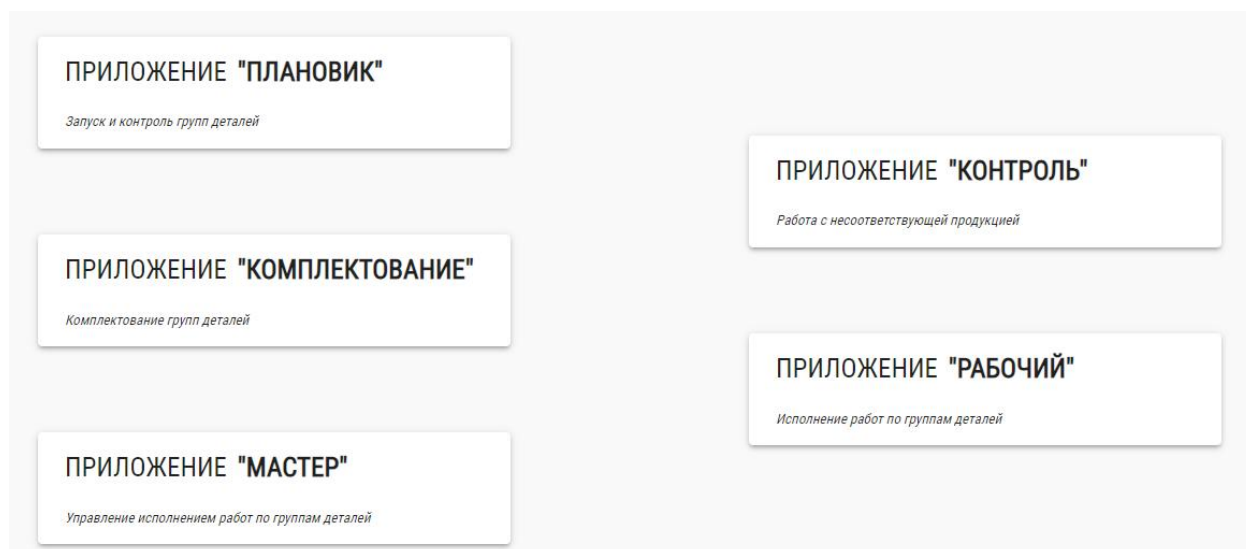 ПРИЛОЖЕНИЕ "ПЛАНОВИК"
Запуск и контроль групп деталей
ПРИЛОЖЕНИЕ "КОМПЛЕКТОВАНИЕ"
Комплектование групп деталей
ПРИЛОЖЕНИЕ "МАСТЕР"
Управление исполнением работ по группам деталей
ПРИЛОЖЕНИЕ "КОНТРОЛЬ"
Работа с несоответствующей продукцией
ПРИЛОЖЕНИЕ "РАБОЧИЙ"
Исполнение работ по группам деталей